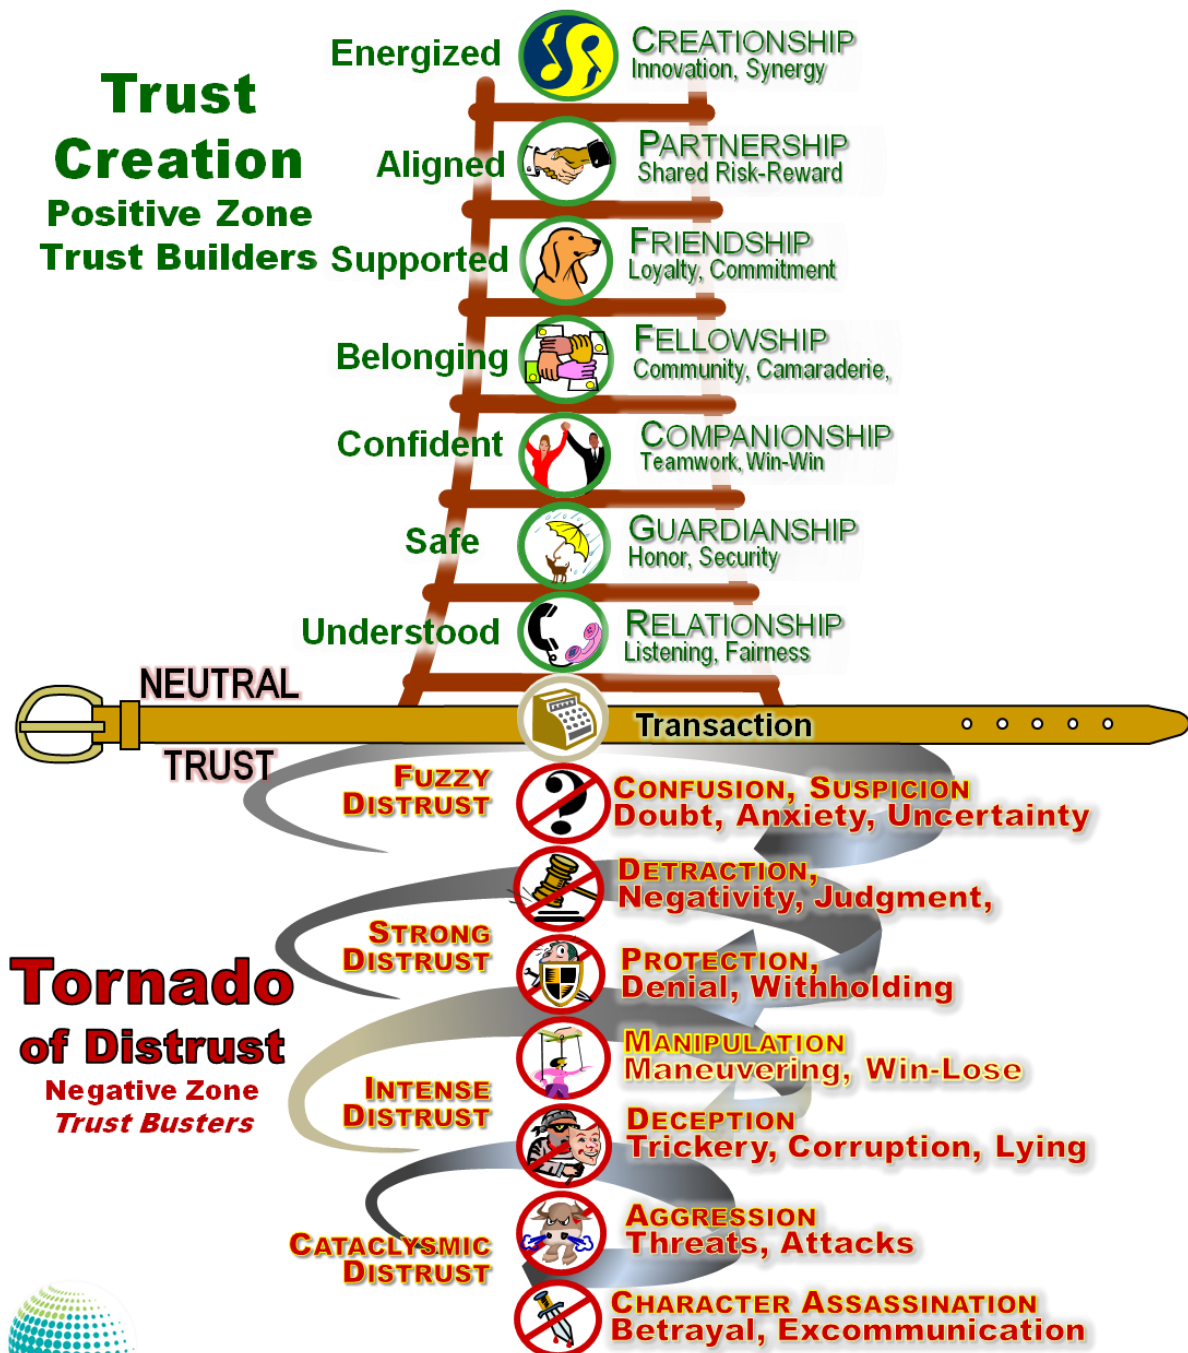 Energized
CREATIONSHIP
Innovation, Synergy
Trust
Creation
Positive Zone
Trust Builders
Aligned
PARTNERSHIP
Shared Risk-Reward
Supported
FRIENDSHIP
Loyalty, Commitment
Belonging
FELLOWSHIP
Community, Camaraderie,
Confident
COMPANIONSHIP
Teamwork, Win-Win
Safe
GUARDIANSHIP
Honor, Security
Understood
RELATIONSHIP
Listening, Fairness
NEUTRAL
TRUST
Transaction
FUZZY
DISTRUST
CONFUSION, SUSPICION
Doubt, Anxiety, Uncertainty
DETRACTION,
Negativity, Judgment,
STRONG
DISTRUST
PROTECTION,
Denial, Withholding
Tornado
of Distrust
Negative Zone
Trust Busters
MANIPULATION
Maneuvering, Win-Lose
INTENSE
DISTRUST
DECEPTION
Trickery, Corruption, Lying
AGGRESSION
Threats, Attacks
CATACLYSMIC
DISTRUST
CHARACTER ASSASSINATION
Betrayal, Excommunication